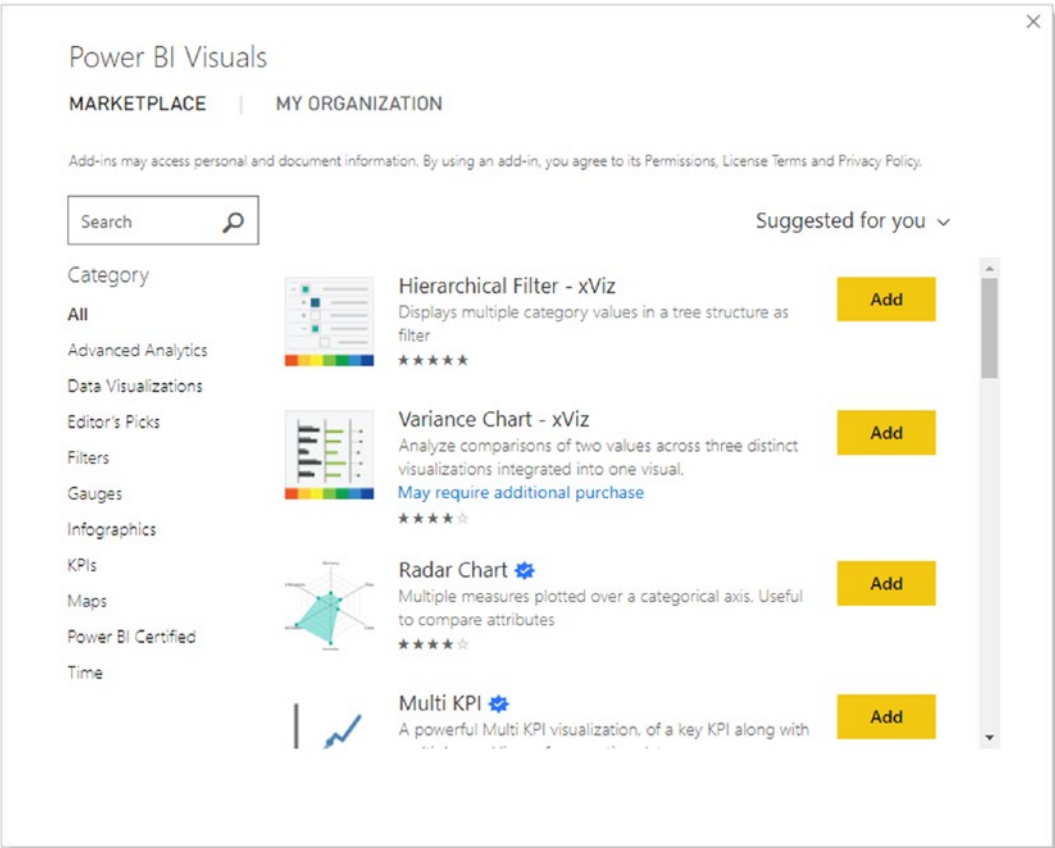 Power BI Visuals
MARKETPLACE | MY ORGANIZATION
Add-ins may access personal and document information. By using an add-in, you agree to its Permissions, License Terms and Privacy Policy.
Search
Suggested for you
Category
All
Advanced Analytics
Data Visualizations
Editor's Picks
Filters
Gauges
Infographics
KPIs
Maps
Power BI Certified
Time
Hierarchical Filter - xViz
Displays multiple category values in a tree structure as
filter
Add
Variance Chart - xViz
Analyze comparisons of two values across three distinct
visualizations integrated into one visual.
May require additional purchase
Add
Radar Chart
Multiple measures plotted over a categorical axis. Useful
to compare attributes
Add
Multi KPI
A powerful Multi KPI visualization, of a key KPI along with
Add